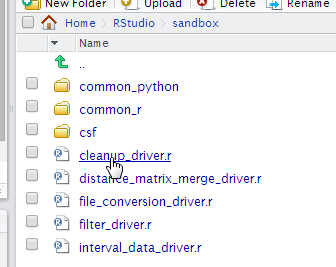 New Folder Upload Delete Rename
Home RStudio sandbox
Name
..
common_python
common_r
csf
cleanup_driver.r
distance_matrix_merge_driver.r
file_conversion_driver.r
filter_driver.r
interval_data_driver.r